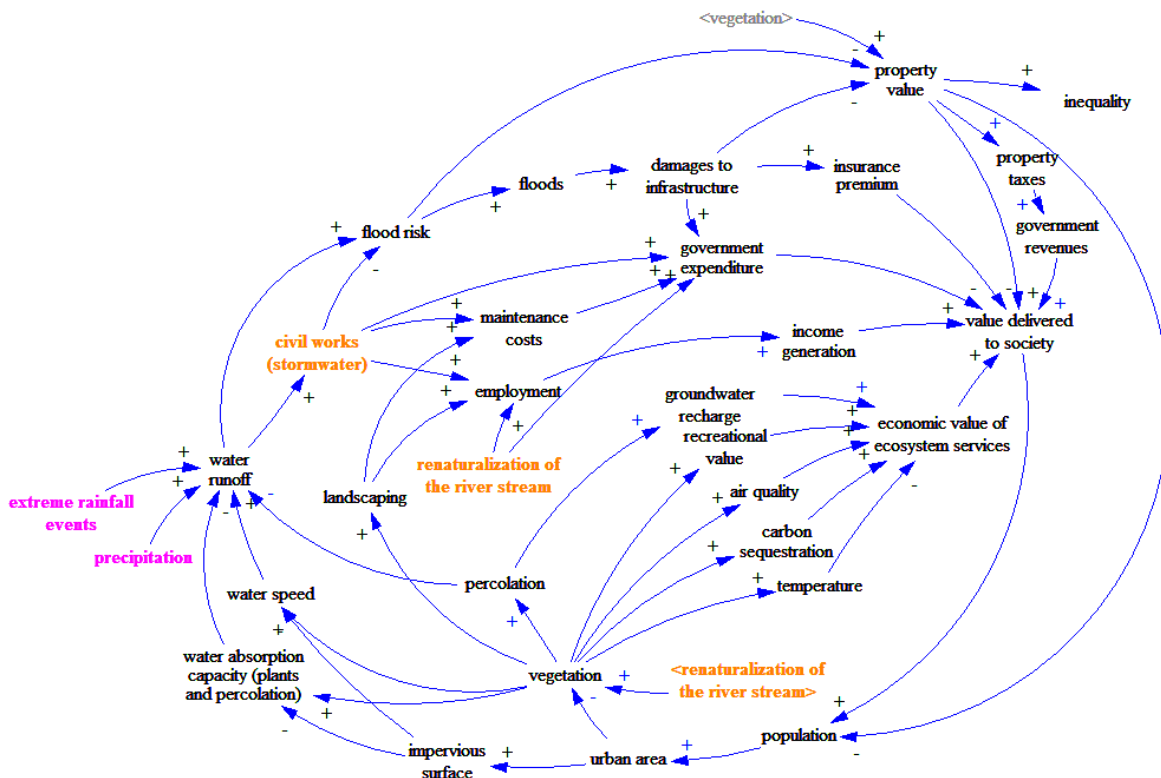 <vegetation>
property
value
inequality
property
taxes
government
revenues
damages to
infrastructure
insurance
premium
floods
flood risk
government
expenditure
maintenance
costs
income
generation
value delivered
to society
civil works
(stormwater)
employment
groundwater
recharge
recreational
value
economic value of
ecosystem services
renaturalization of
the river stream
water
runoff
landscaping
air quality
extreme rainfall
events
precipitation
carbon
sequestration
percolation
temperature
water speed
water absorption
capacity (plants
and percolation)
vegetation
<renaturalization of
the river stream>
population
impervious
surface
urban area